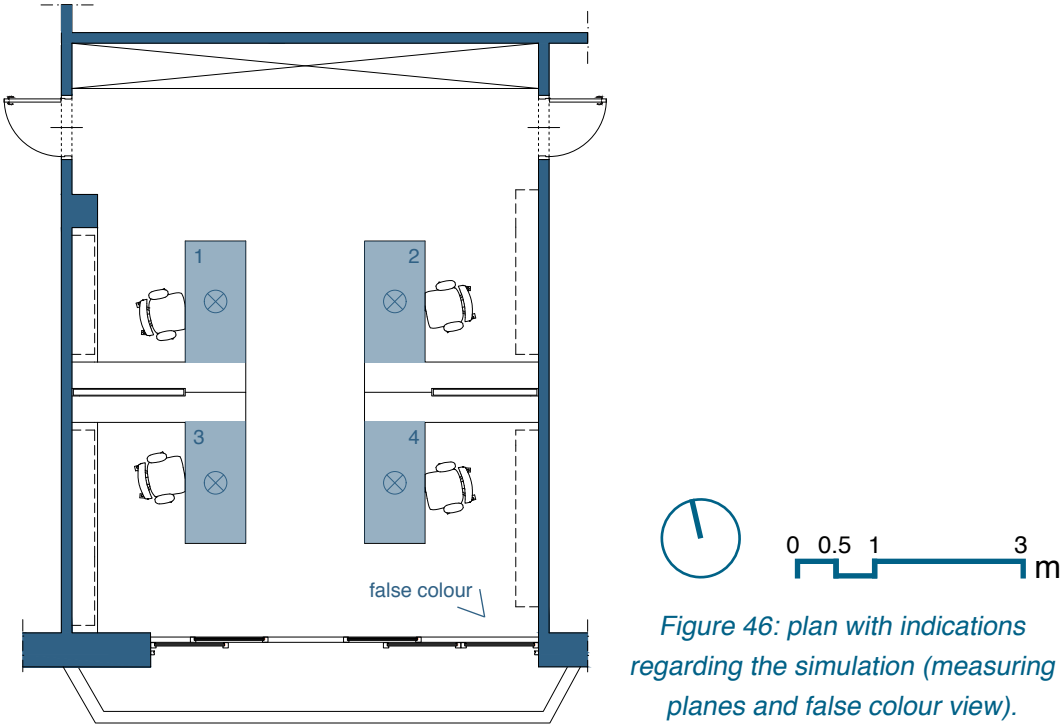 1
2
3
4
false colour
0 0.5 1 3
m
Figure 46: plan with indications
regarding the simulation (measuring
planes and false colour view).